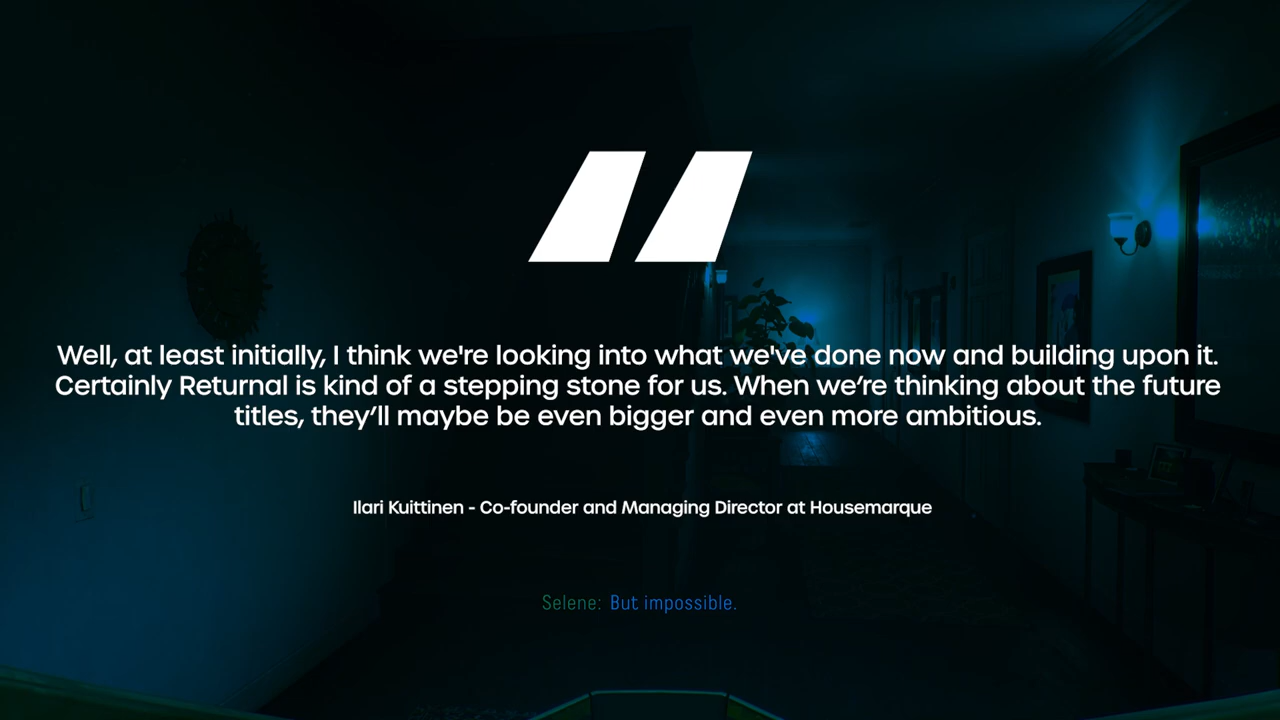 Well, at least initially, I think we're looking into what we've done now and building upon it.
Certainly Returnal is kind of a stepping stone for us. When we’re thinking about the future
titles, they’ll maybe be even bigger and even more ambitious.
Ilari Kuittinen - Co-founder and Managing Director at Housemarque
Selene: But impossible.